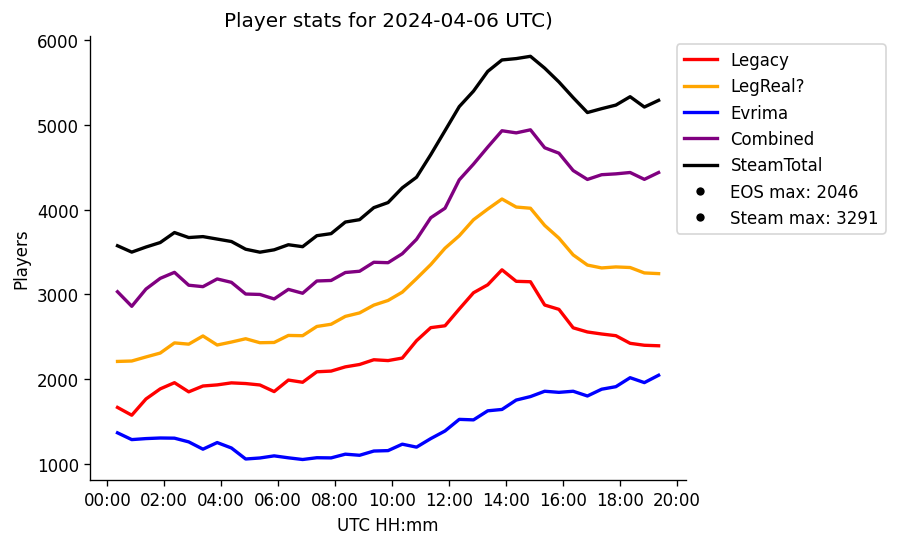 Player stats for 2024-04-06 UTC)
Players
6000
5000
4000
3000
2000
1000
00:00 02:00 04:00 06:00 08:00 10:00 12:00 14:00 16:00 18:00 20:00
UTC HH:mm
Legacy
LegReal?
Evrima
Combined
SteamTotal
EOS max: 2046
Steam max: 3291